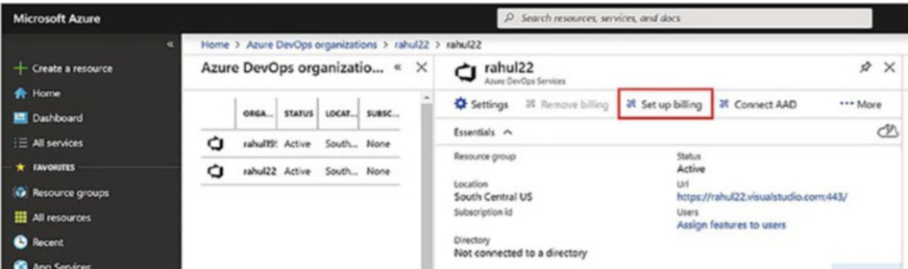 Microsoft Azure
Search resources, services, and docs
«
Create a resource
Home
Dashboard
All services
FAVORITES
Resource groups
All resources
Recent
App Services
Home > Azure DevOps organizations > rahul22 > rahul22
Azure DevOps organizatio... «
ORGA... STATUS LOCAT... SUBSC...
rahul19: Active South... None
rahul22 Active South... None
rahul22
Azure DevOps Services
Settings Remove billing Set up billing Connect AAD ••• More
Essentials
Resource group
Status
Active
Location
South Central US
Url
https://rahul22.visualstudio.com:443/
Subscription Id
Users
Assign features to users
Directory
Not connected to a directory